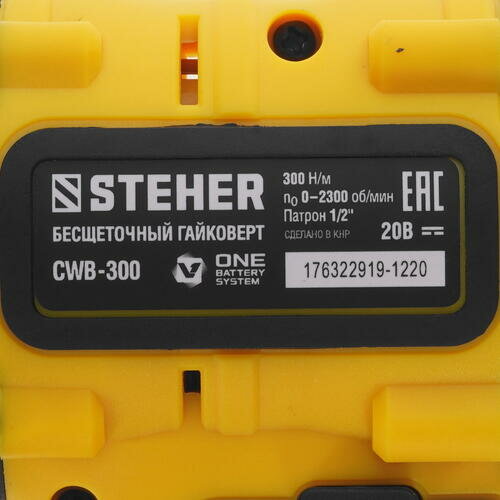 STEHER
БЕСЩЕТОЧНЫЙ ГАЙКОВЕРТ
CWB-300
V1 ONE
BATTERY
SYSTEM
300 Н/м
n0 0–2300 об/мин
Патрон 1/2"
СДЕЛАНО В КНР
EAC
20В
176322919-1220